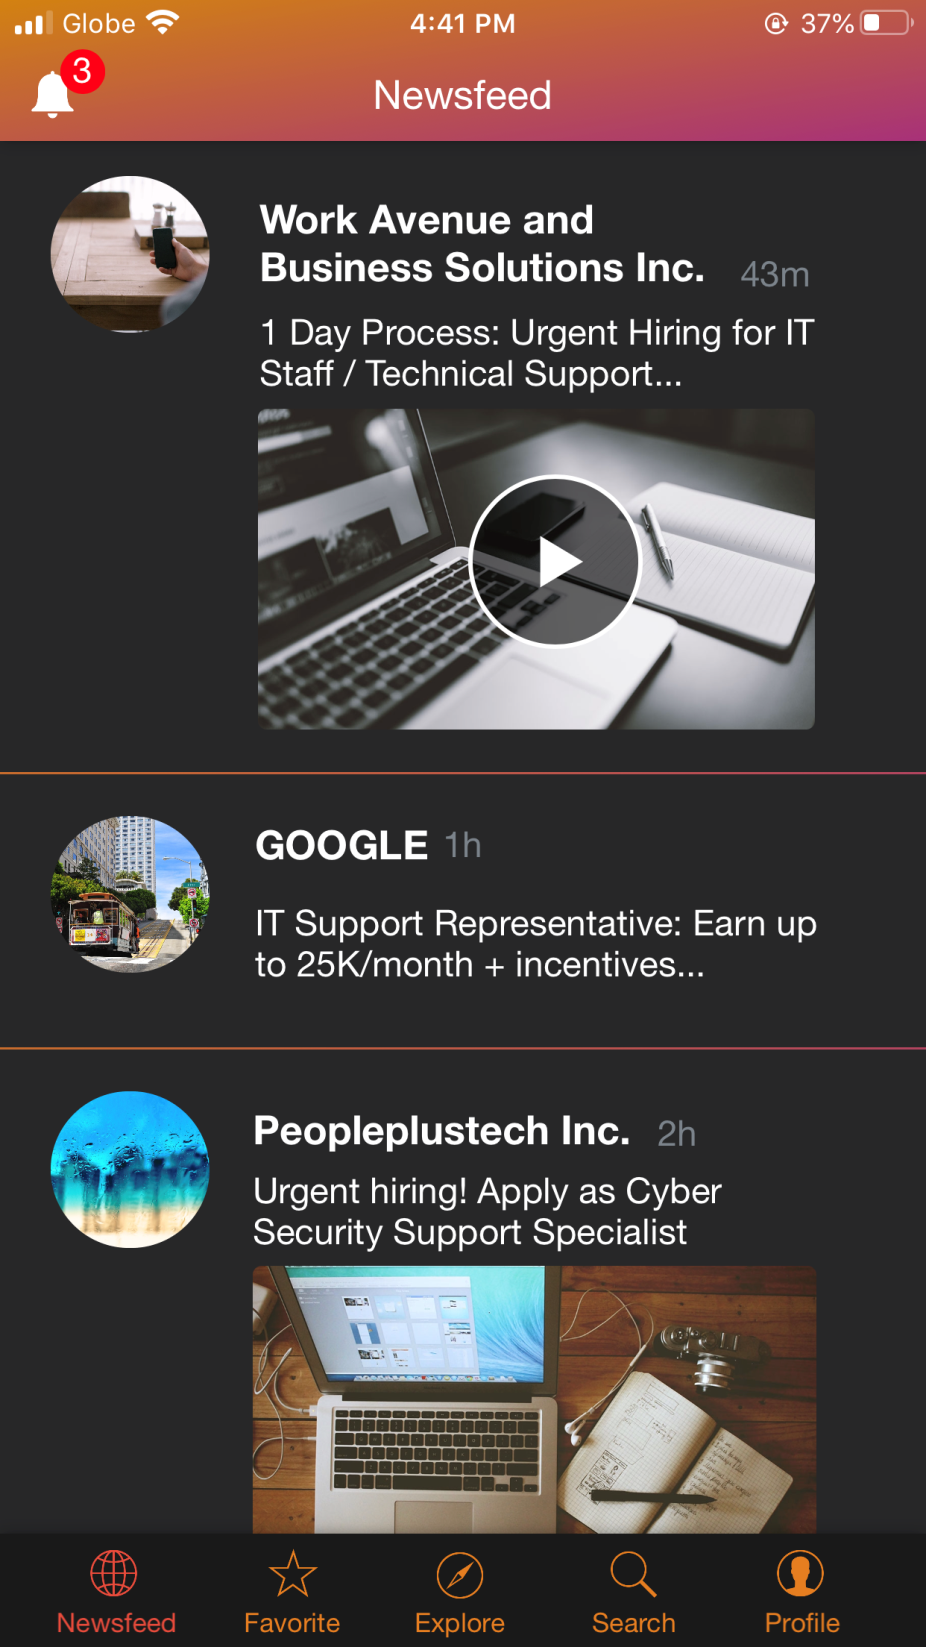 Globe 4:41 PM 37%
3
Newsfeed
Work Avenue and
Business Solutions Inc. 43m
1 Day Process: Urgent Hiring for IT
Staff / Technical Support...
GOOGLE 1h
IT Support Representative: Earn up
to 25K/month + incentives...
Peopleplustech Inc. 2h
Urgent hiring! Apply as Cyber
Security Support Specialist
Newsfeed Favorite Explore Search Profile